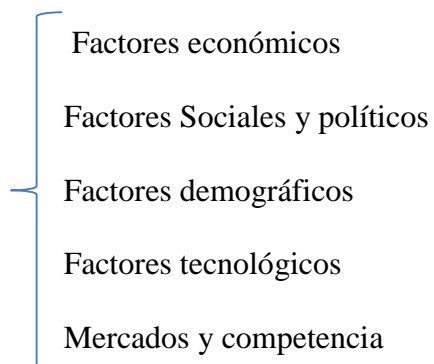 Factores económicos
Factores Sociales y políticos
Factores demográficos
Factores tecnológicos
Mercados y competencia